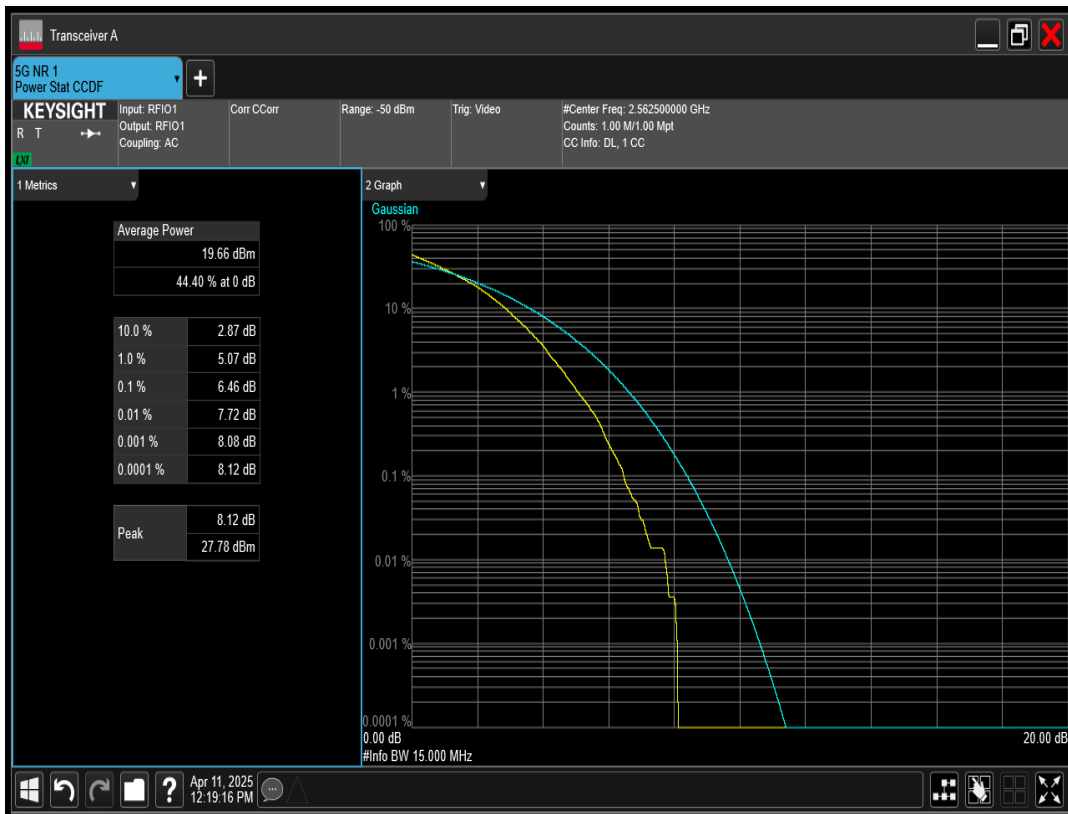 Transceiver A
5G NR 1
Power Stat CCDF
+
KEYSIGHT
R T
LXI
Input: RFIO1
Output: RFIO1
Coupling: AC
Corr CCorr
Range: -50 dBm
Trig: Video
#Center Freq: 2.562500000 GHz
Counts: 1.00 M/1.00 Mpt
CC Info: DL, 1 CC
1 Metrics
Average Power
19.66 dBm
44.40 % at 0 dB
10.0 % 2.87 dB
1.0 % 5.07 dB
0.1 % 6.46 dB
0.01 % 7.72 dB
0.001 % 8.08 dB
0.0001 % 8.12 dB
Peak
8.12 dB
27.78 dBm
2 Graph
Gaussian
100 %
10 %
1 %
0.1 %
0.01 %
0.001 %
0.0001 %
0.00 dB 20.00 dB
#Info BW 15.000 MHz
?
Apr 11, 2025
12:19:16 PM